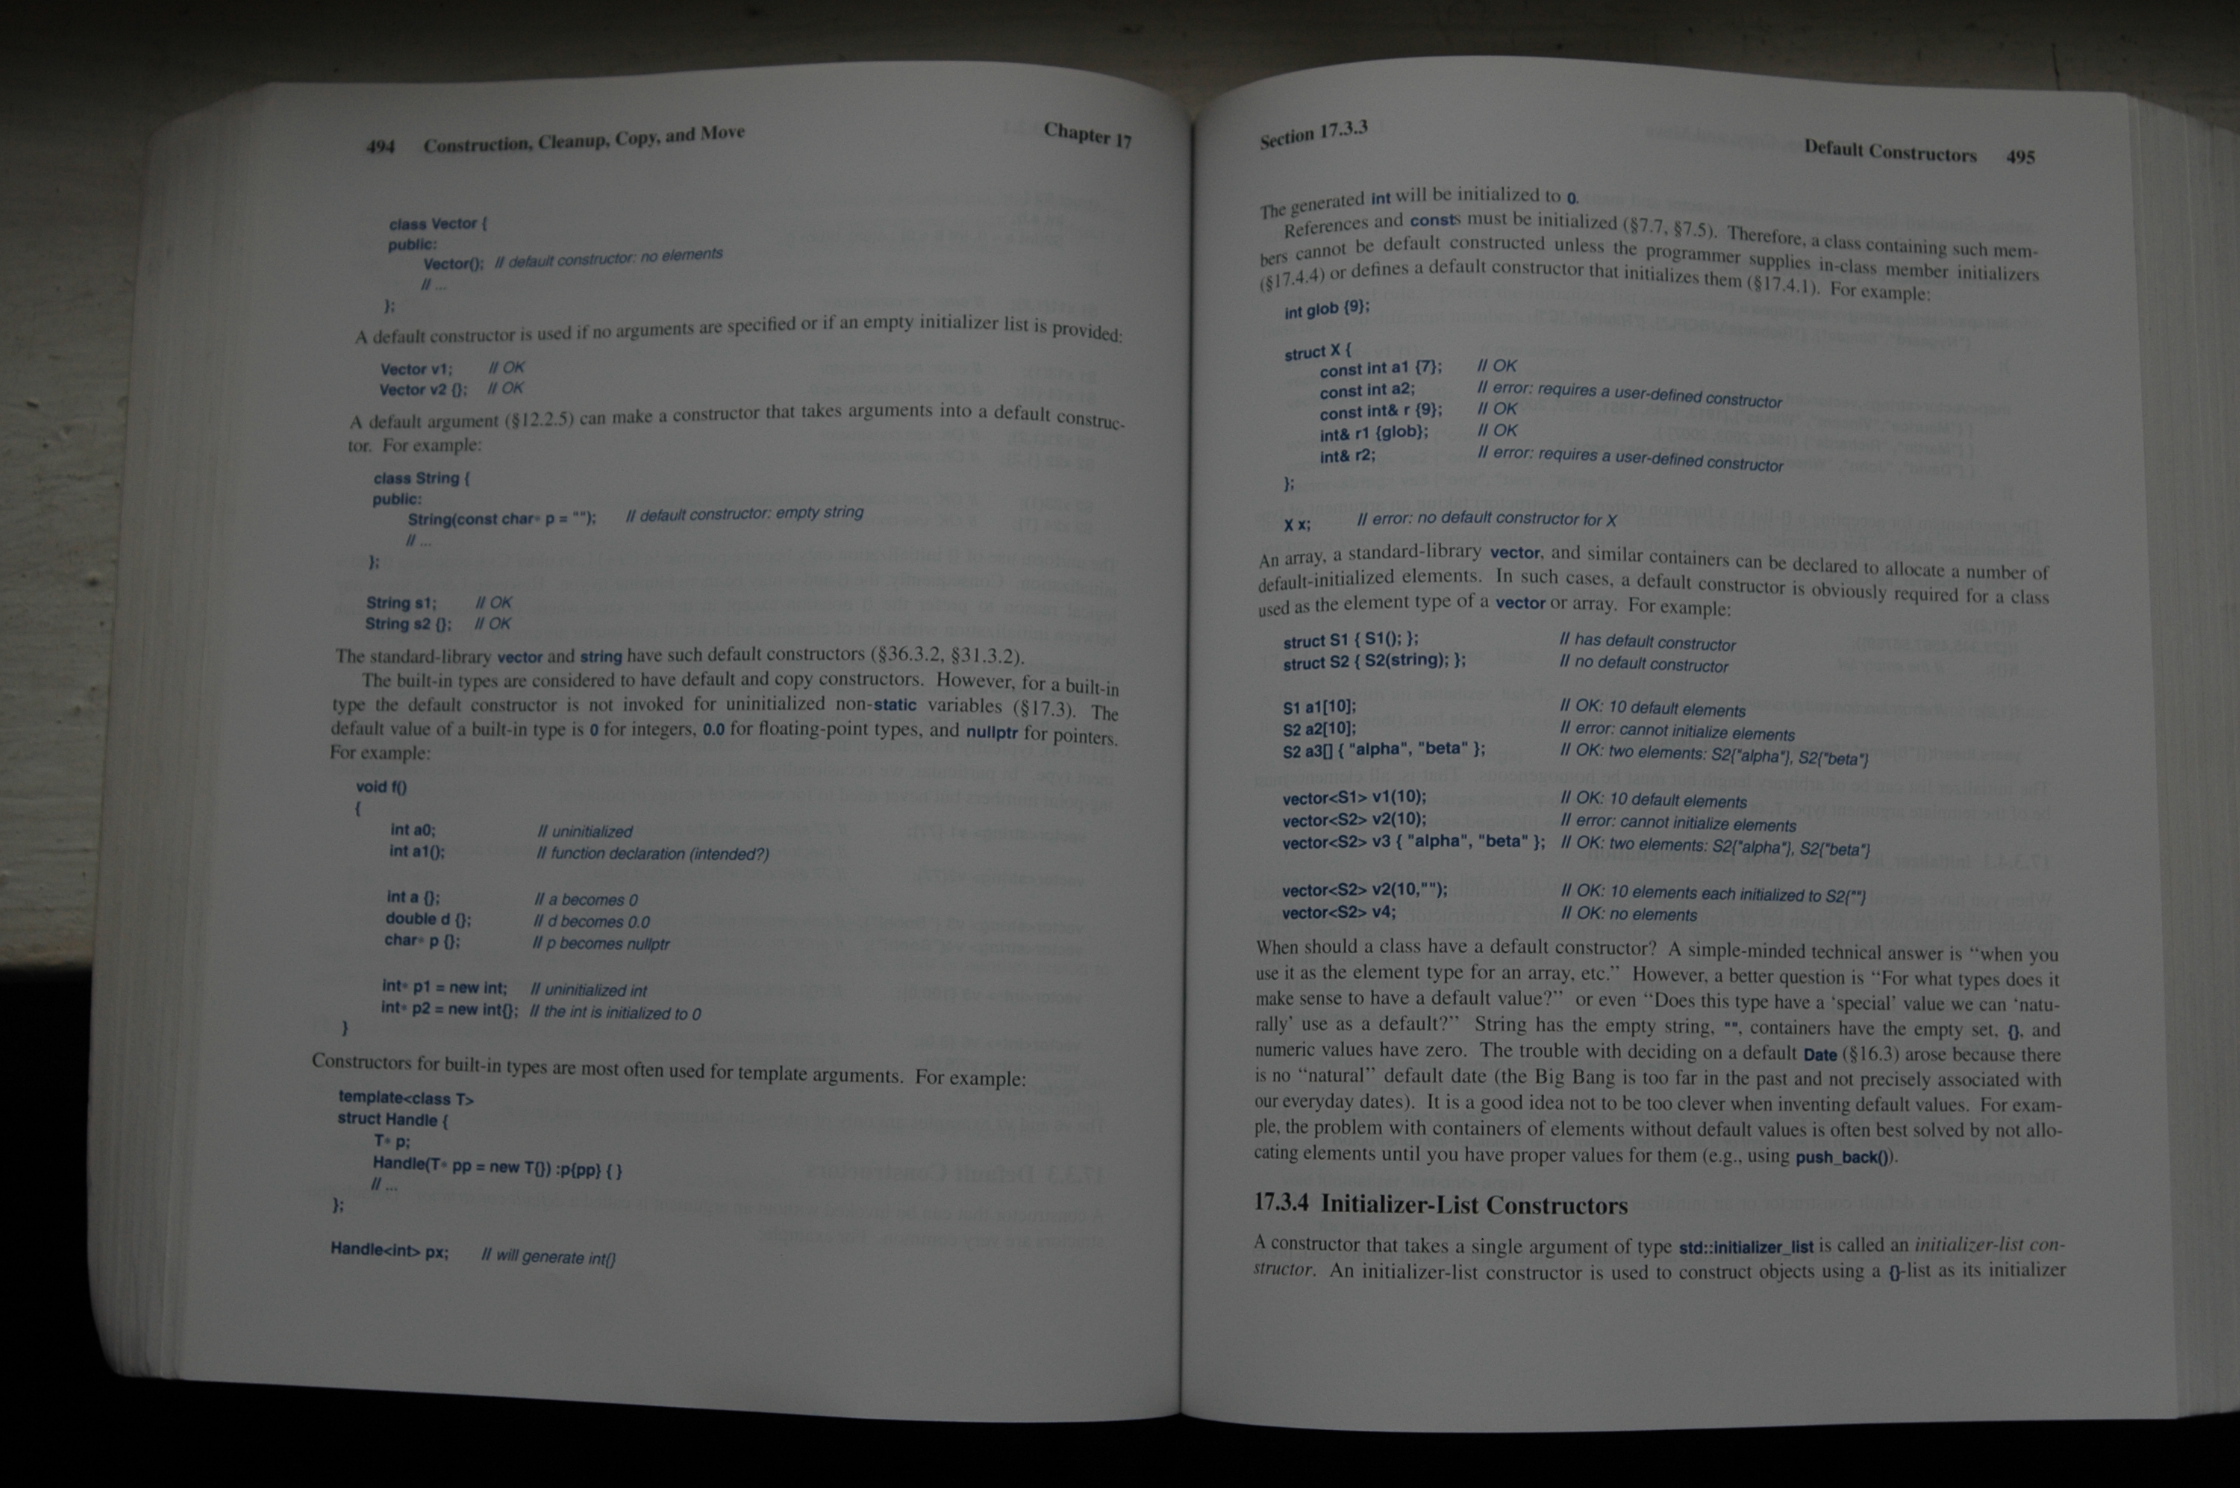 494 Construction, Cleanup, Copy, and Move Chapter 17
class Vector {
public:
Vector(); // default constructor: no elements
// ...
};
A default constructor is used if no arguments are specified or if an empty initializer list is provided:
Vector v1; // OK
Vector v2 {}; // OK
A default argument (§12.2.5) can make a constructor that takes arguments into a default construc-
tor. For example:
class String {
public:
String(const char* p = ""); // default constructor: empty string
// ...
};
String s1; // OK
String s2 {}; // OK
The standard-library vector and string have such default constructors (§36.3.2, §31.3.2).
The built-in types are considered to have default and copy constructors. However, for a built-in
type the default constructor is not invoked for uninitialized non-static variables (§17.3). The
default value of a built-in type is 0 for integers, 0.0 for floating-point types, and nullptr for pointers.
For example:
void f()
{
int a0; // uninitialized
int a1(); // function declaration (intended?)
int a {}; // a becomes 0
double d {}; // d becomes 0.0
char* p {}; // p becomes nullptr
int* p1 = new int; // uninitialized int
int* p2 = new int{}; // the int is initialized to 0
}
Constructors for built-in types are most often used for template arguments. For example:
template<class T>
struct Handle {
T* p;
Handle(T* pp = new T{}) :p{pp} { }
// ...
};
Handle<int> px; // will generate int{}
Section 17.3.3 Default Constructors 495
The generated int will be initialized to 0.
References and consts must be initialized (§7.7, §7.5). Therefore, a class containing such mem-
bers cannot be default constructed unless the programmer supplies in-class member initializers
(§17.4.4) or defines a default constructor that initializes them (§17.4.1). For example:
int glob {9};
struct X {
const int a1 {7}; // OK
const int a2; // error: requires a user-defined constructor
const int& r {9}; // OK
int& r1 {glob}; // OK
int& r2; // error: requires a user-defined constructor
};
X x; // error: no default constructor for X
An array, a standard-library vector, and similar containers can be declared to allocate a number of
default-initialized elements. In such cases, a default constructor is obviously required for a class
used as the element type of a vector or array. For example:
struct S1 { S1(); }; // has default constructor
struct S2 { S2(string); }; // no default constructor
S1 a1[10]; // OK: 10 default elements
S2 a2[10]; // error: cannot initialize elements
S2 a3[] { "alpha", "beta" }; // OK: two elements: S2{"alpha"}, S2{"beta"}
vector<S1> v1(10); // OK: 10 default elements
vector<S2> v2(10); // error: cannot initialize elements
vector<S2> v3 { "alpha", "beta" }; // OK: two elements: S2{"alpha"}, S2{"beta"}
vector<S2> v2(10,""); // OK: 10 elements each initialized to S2{""}
vector<S2> v4; // OK: no elements
When should a class have a default constructor? A simple-minded technical answer is “when you
use it as the element type for an array, etc.” However, a better question is “For what types does it
make sense to have a default value?” or even “Does this type have a ‘special’ value we can ‘natu-
rally’ use as a default?” String has the empty string, "", containers have the empty set, {}, and
numeric values have zero. The trouble with deciding on a default Date (§16.3) arose because there
is no “natural” default date (the Big Bang is too far in the past and not precisely associated with
our everyday dates). It is a good idea not to be too clever when inventing default values. For exam-
ple, the problem with containers of elements without default values is often best solved by not allo-
cating elements until you have proper values for them (e.g., using push_back()).
17.3.4 Initializer-List Constructors
A constructor that takes a single argument of type std::initializer_list is called an initializer-list con-
structor. An initializer-list constructor is used to construct objects using a {}-list as its initializer